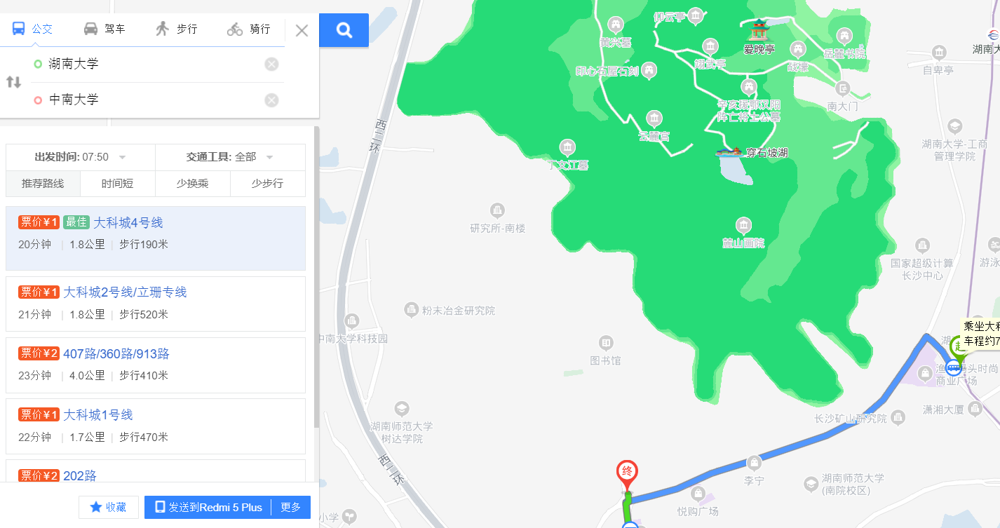 公交
驾车
步行
骑行
湖南大学
中南大学
出发时间: 07:50
交通工具: 全部
推荐路线
时间短
少换乘
少步行
票价¥1 最佳 大科城4号线
20分钟 | 1.8公里 | 步行190米
票价¥1 大科城2号线/立珊专线
21分钟 | 1.8公里 | 步行520米
票价¥2 407路/360路/913路
23分钟 | 4.0公里 | 步行410米
票价¥1 大科城1号线
22分钟 | 1.7公里 | 步行470米
票价¥2 202路
收藏
发送到Redmi 5 Plus
更多
仰云亭
黄兴墓
爱晚亭
岳麓书院
湖南大
翊武亭
战壕
自卑亭
印心石屋石刻
辛亥援鄂汉阳
阵亡将士公墓
南大门
西二环
云麓宫
湖南大学-工商
管理学院
丁文江墓
穿石坡湖
研究所-南楼
麓山画院
国家超级计算
长沙中心
游泳
粉末冶金研究院
乘坐大科
车程约7
中南大学科技园
湖
起
图书馆
渔湾码头时尚
商业广场
湖南师范大学
树达学院
长沙矿山研究院
潇湘大厦
西二环
终
李宁
湖南师范大学
(南院校区)
悦购广场
小学